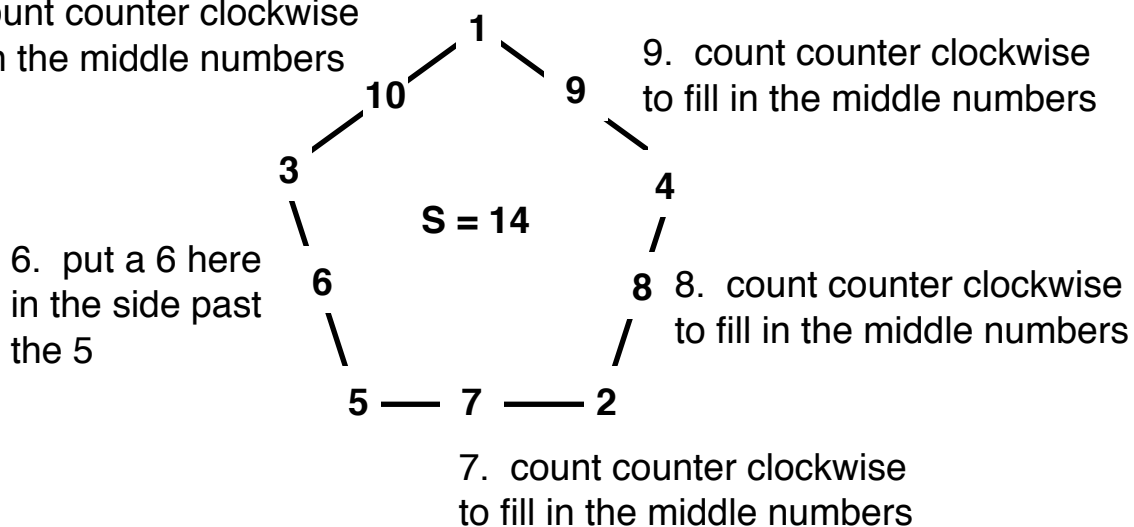 count counter clockwise
the middle numbers
1
10
9
9. count counter clockwise
to fill in the middle numbers
3
4
S = 14
6. put a 6 here
in the side past
the 5
6
8
8. count counter clockwise
to fill in the middle numbers
5
7
2
7. count counter clockwise
to fill in the middle numbers